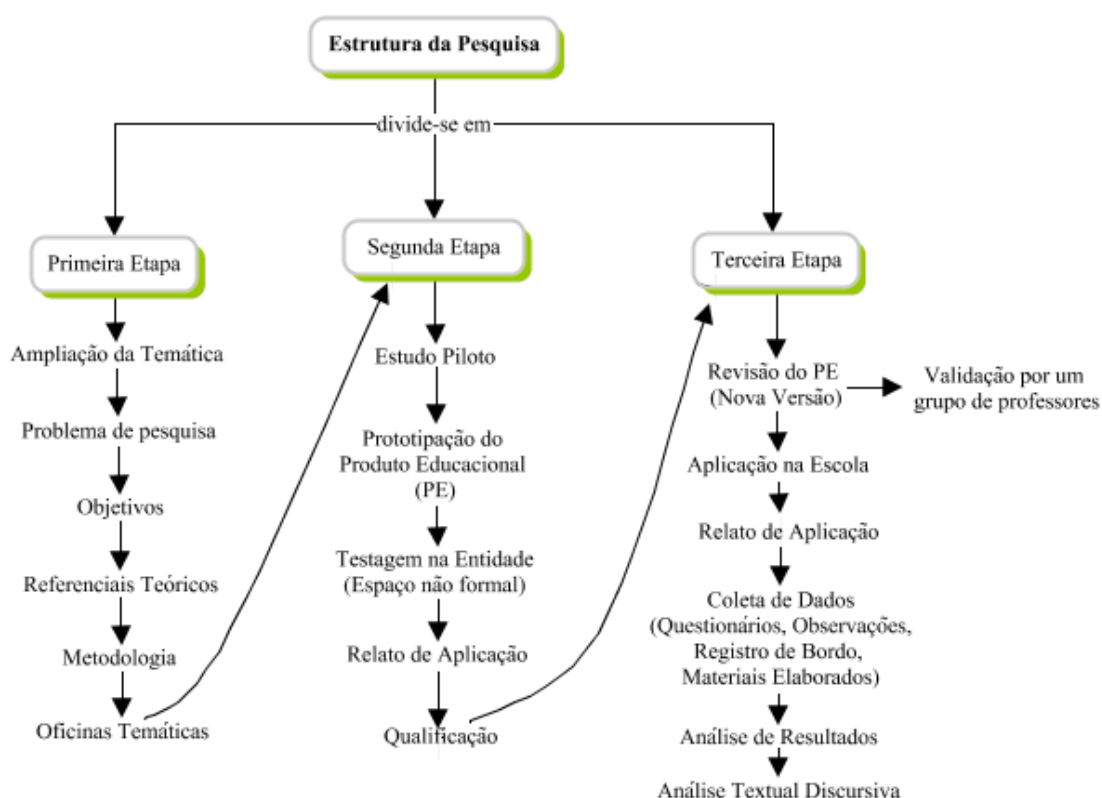 Estrutura da Pesquisa
divide-se em
Primeira Etapa
Ampliação da Temática
Problema de pesquisa
Objetivos
Referenciais Teóricos
Metodologia
Oficinas Temáticas
Segunda Etapa
Estudo Piloto
Prototipação do
Produto Educacional
(PE)
Testagem na Entidade
(Espaço não formal)
Relato de Aplicação
Qualificação
Terceira Etapa
Revisão do PE
(Nova Versão)
Validação por um
grupo de professores
Aplicação na Escola
Relato de Aplicação
Coleta de Dados
(Questionários, Observações,
Registro de Bordo,
Materiais Elaborados)
Análise de Resultados
Análise Textual Discursiva